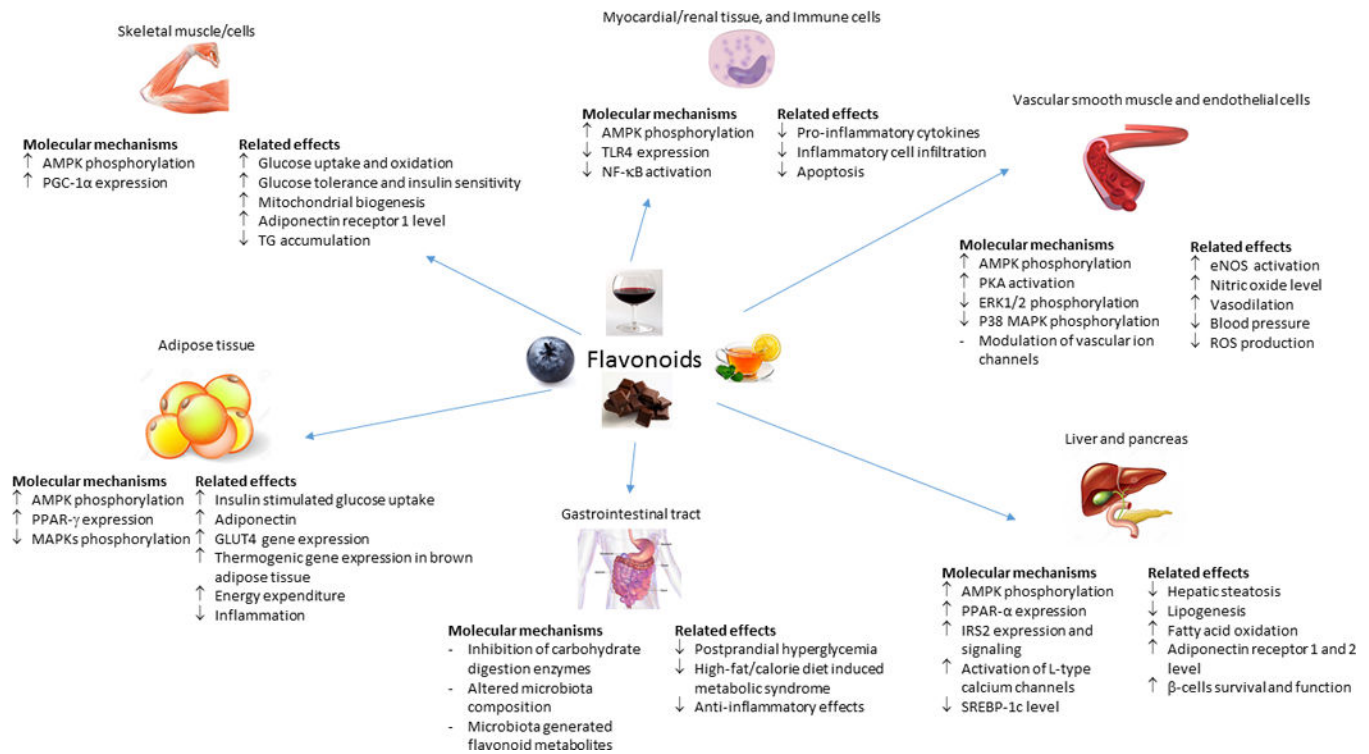 Skeletal muscle/cells
Molecular mechanisms
↑ AMPK phosphorylation
↑ PGC-1α expression
Related effects
↑ Glucose uptake and oxidation
↑ Glucose tolerance and insulin sensitivity
↑ Mitochondrial biogenesis
↑ Adiponectin receptor 1 level
↓ TG accumulation
Myocardial/renal tissue, and Immune cells
Molecular mechanisms
↑ AMPK phosphorylation
↓ TLR4 expression
↓ NF-κB activation
Related effects
↓ Pro-inflammatory cytokines
↓ Inflammatory cell infiltration
↓ Apoptosis
Vascular smooth muscle and endothelial cells
Molecular mechanisms
↑ AMPK phosphorylation
↑ PKA activation
↓ ERK1/2 phosphorylation
↓ P38 MAPK phosphorylation
- Modulation of vascular ion
channels
Related effects
↑ eNOS activation
↑ Nitric oxide level
↑ Vasodilation
↓ Blood pressure
↓ ROS production
Flavonoids
Adipose tissue
Molecular mechanisms
↑ AMPK phosphorylation
↑ PPAR-γ expression
↓ MAPKs phosphorylation
Related effects
↑ Insulin stimulated glucose uptake
↑ Adiponectin
↑ GLUT4 gene expression
↑ Thermogenic gene expression in brown
adipose tissue
↑ Energy expenditure
↓ Inflammation
Gastrointestinal tract
Molecular mechanisms
- Inhibition of carbohydrate
digestion enzymes
- Altered microbiota
composition
- Microbiota generated
flavonoid metabolites
Related effects
↓ Postprandial hyperglycemia
↓ High-fat/calorie diet induced
metabolic syndrome
↓ Anti-inflammatory effects
Liver and pancreas
Molecular mechanisms
↑ AMPK phosphorylation
↑ PPAR-α expression
↑ IRS2 expression and
signaling
↑ Activation of L-type
calcium channels
↓ SREBP-1c level
Related effects
↓ Hepatic steatosis
↓ Lipogenesis
↑ Fatty acid oxidation
↑ Adiponectin receptor 1 and 2
level
↑ β-cells survival and function